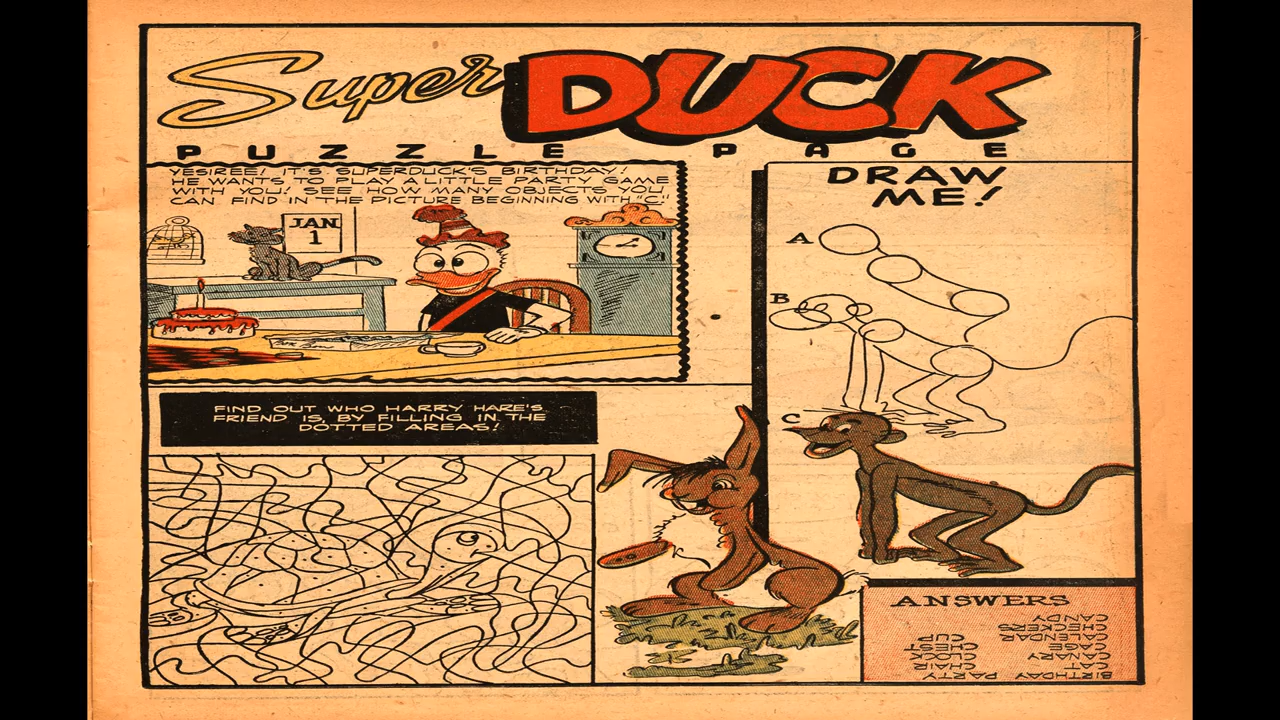 Super DUCK
PUZZLE PAGE
YESIREE! IT'S SUPERDUCK'S BIRTHDAY!
HE WANTS TO PLAY A LITTLE PARTY GAME
WITH YOU! SEE HOW MANY OBJECTS YOU
CAN FIND IN THE PICTURE BEGINNING WITH "C."
JAN
1
DRAW
ME!
A
B
C
FIND OUT WHO HARRY HARE'S
FRIEND IS, BY FILLING IN THE
DOTTED AREAS!
ANSWERS
BIRTHDAY PARTY
CAT CHAIR
CANARY CLOCK
CAGE CHEST
CALENDAR CUP
CHECKERS
CANDY